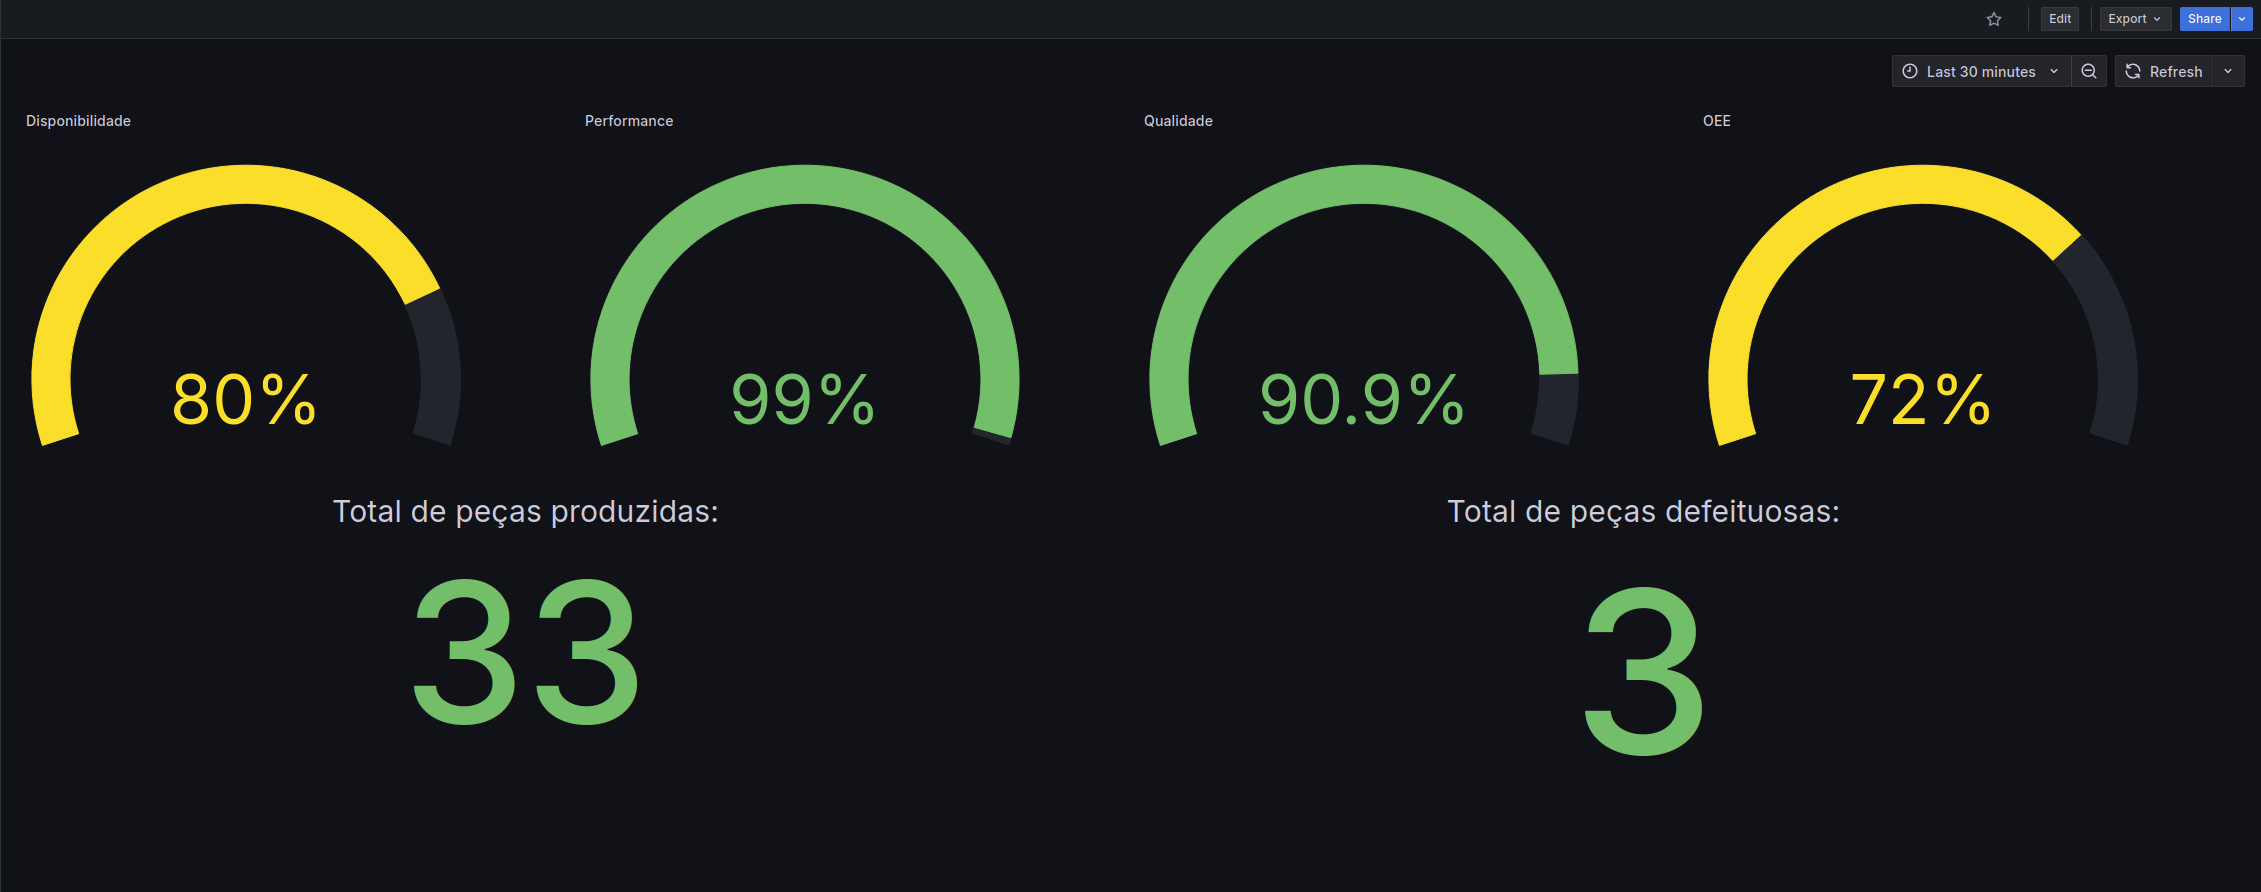 Edit Export Share
Last 30 minutes Refresh
Disponibilidade Performance Qualidade OEE
80% 99% 90.9% 72%
Total de peças produzidas: Total de peças defeituosas:
33 3